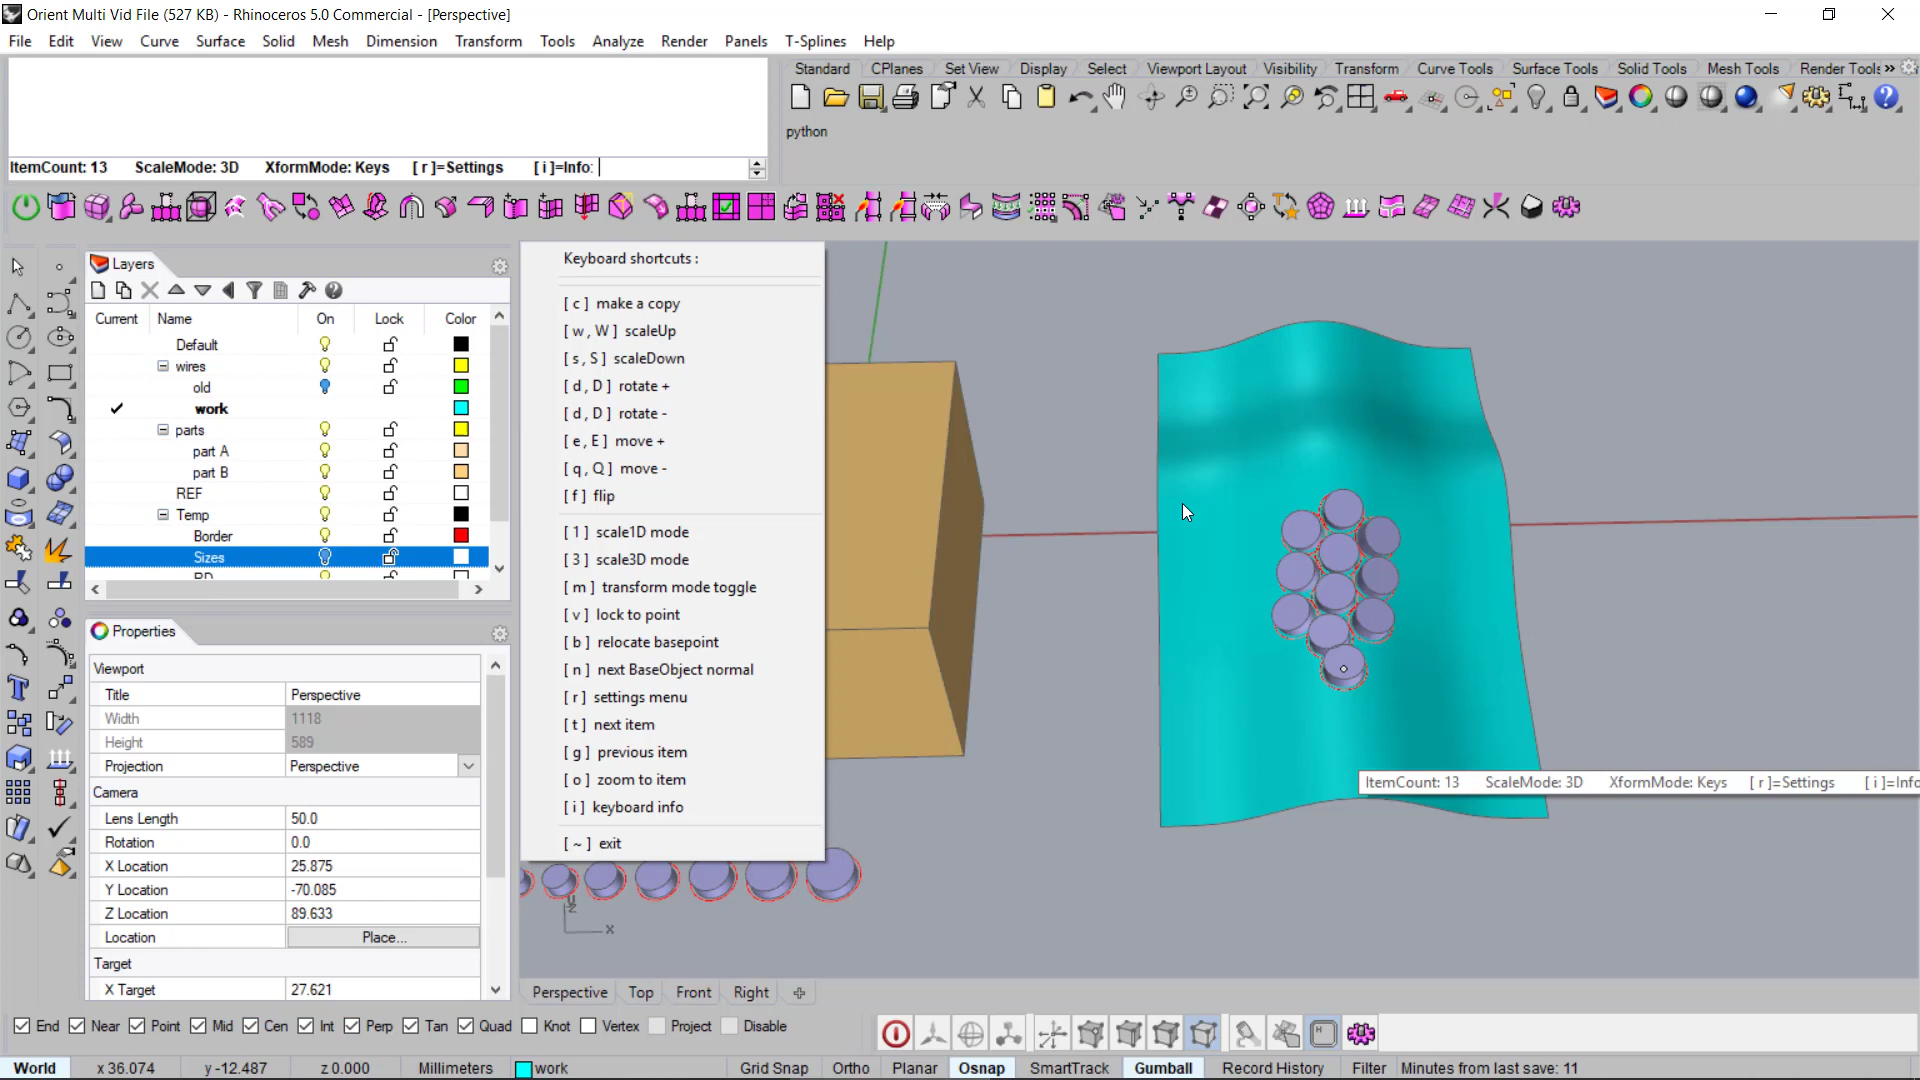 Orient Multi Vid File (527 KB) - Rhinoceros 5.0 Commercial - [Perspective]
File Edit View Curve Surface Solid Mesh Dimension Transform Tools Analyze Render Panels T-Splines Help
Standard CPlanes Set View Display Select Viewport Layout Visibility Transform Curve Tools Surface Tools Solid Tools Mesh Tools Render Tools »
python
ItemCount: 13 ScaleMode: 3D XformMode: Keys [ r ]=Settings [ i ]=Info:
Layers
Current Name On Lock Color
Default
wires
old
work
parts
part A
part B
REF
Temp
Border
Sizes
Properties
Viewport
Title Perspective
Width 1118
Height 589
Projection Perspective
Camera
Lens Length 50.0
Rotation 0.0
X Location 25.875
Y Location -70.085
Z Location 89.633
Location Place...
Target
X Target 27.621
Keyboard shortcuts :
[ c ] make a copy
[ w , W ] scaleUp
[ s , S ] scaleDown
[ d , D ] rotate +
[ d , D ] rotate -
[ e , E ] move +
[ q , Q ] move -
[ f ] flip
[ 1 ] scale1D mode
[ 3 ] scale3D mode
[ m ] transform mode toggle
[ v ] lock to point
[ b ] relocate basepoint
[ n ] next BaseObject normal
[ r ] settings menu
[ t ] next item
[ g ] previous item
[ o ] zoom to item
[ i ] keyboard info
[ ~ ] exit
ItemCount: 13 ScaleMode: 3D XformMode: Keys [ r ]=Settings [ i ]=Info
x
Perspective Top Front Right
End Near Point Mid Cen Int Perp Tan Quad Knot Vertex Project Disable
World x 36.074 y -12.487 z 0.000 Millimeters work Grid Snap Ortho Planar Osnap SmartTrack Gumball Record History Filter Minutes from last save: 11